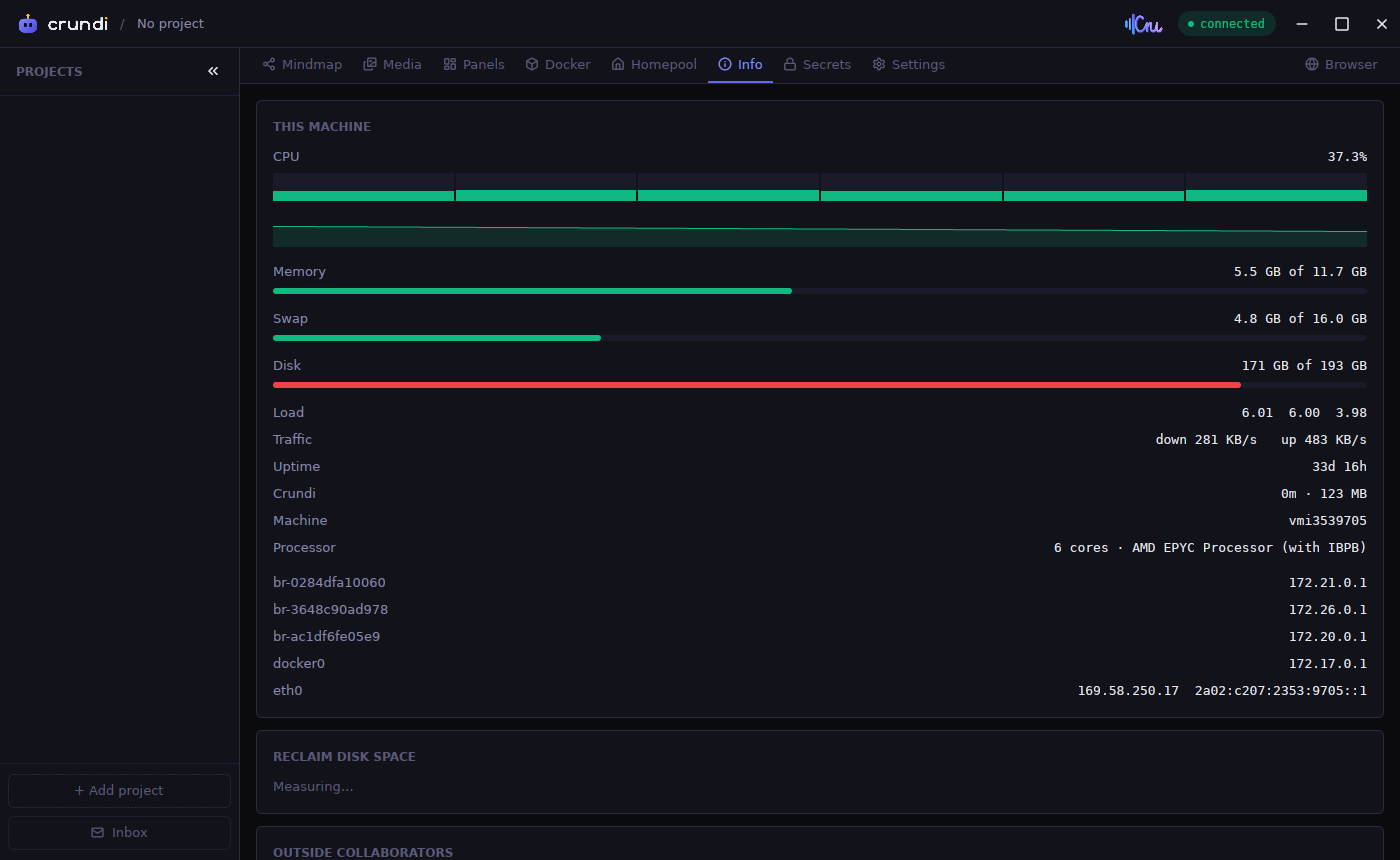 crundi / No project
Cru
connected
PROJECTS
Mindmap Media Panels Docker Homepool Info Secrets Settings Browser
THIS MACHINE
CPU 37.3%
Memory 5.5 GB of 11.7 GB
Swap 4.8 GB of 16.0 GB
Disk 171 GB of 193 GB
Load 6.01 6.00 3.98
Traffic down 281 KB/s up 483 KB/s
Uptime 33d 16h
Crundi 0m · 123 MB
Machine vmi3539705
Processor 6 cores · AMD EPYC Processor (with IBPB)
br-0284dfa10060 172.21.0.1
br-3648c90ad978 172.26.0.1
br-ac1df6fe05e9 172.20.0.1
docker0 172.17.0.1
eth0 169.58.250.17 2a02:c207:2353:9705::1
RECLAIM DISK SPACE
Measuring...
OUTSIDE COLLABORATORS
+ Add project
Inbox